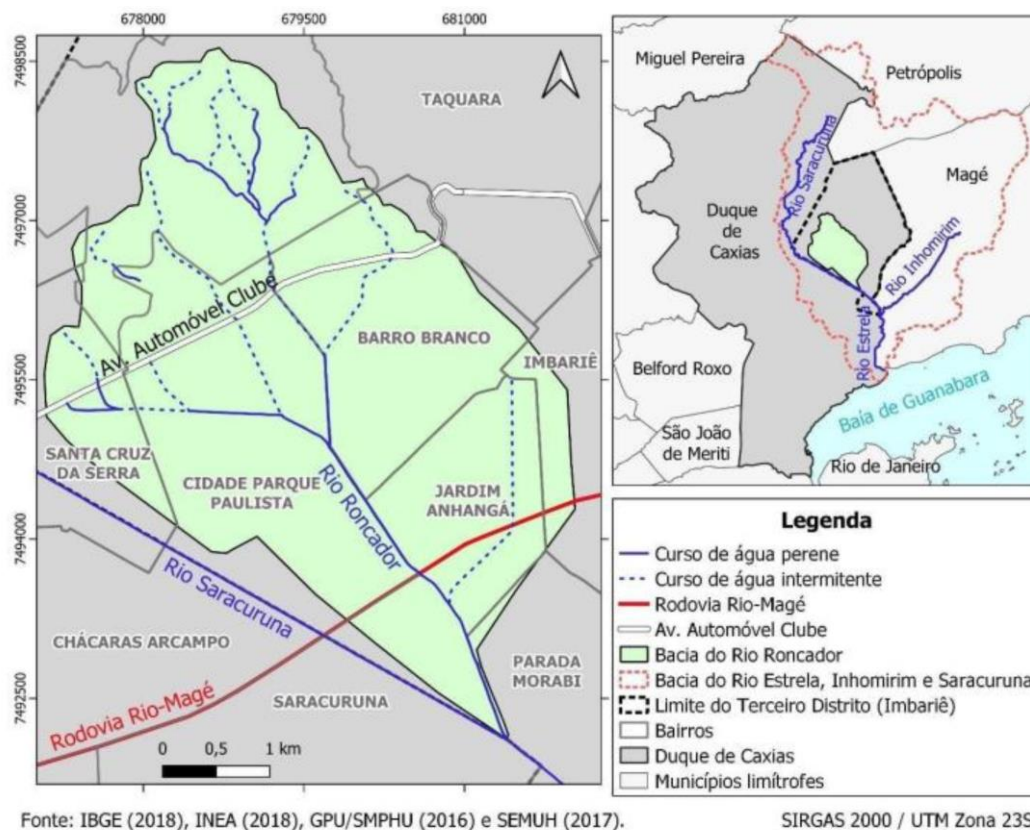 678000
679500
681000
7498500
7497000
7495500
7494000
7492500
TAQUARA
Av. Automóvel Clube
BARRO BRANCO
IMBARIÊ
SANTA CRUZ
DA SERRA
CIDADE PARQUE
PAULISTA
Rio Roncador
JARDIM
ANHANGÁ
Rio Saracuruna
CHÁCARAS ARCAMPO
SARACURUNA
PARADA
MORABI
Rodovia Rio-Magé
0 0,5 1 km
Miguel Pereira
Petrópolis
Rio Saracuruna
Magé
Duque
de
Caxias
Rio Inhomirim
Rio Estrela
Belford Roxo
Baía de Guanabara
São João
de Meriti
Rio de Janeiro
Legenda
Curso de água perene
Curso de água intermitente
Rodovia Rio-Magé
Av. Automóvel Clube
Bacia do Rio Roncador
Bacia do Rio Estrela, Inhomirim e Saracuruna
Limite do Terceiro Distrito (Imbariê)
Bairros
Duque de Caxias
Municípios limítrofes
Fonte: IBGE (2018), INEA (2018), GPU/SMPHU (2016) e SEMUH (2017).
SIRGAS 2000 / UTM Zona 23S